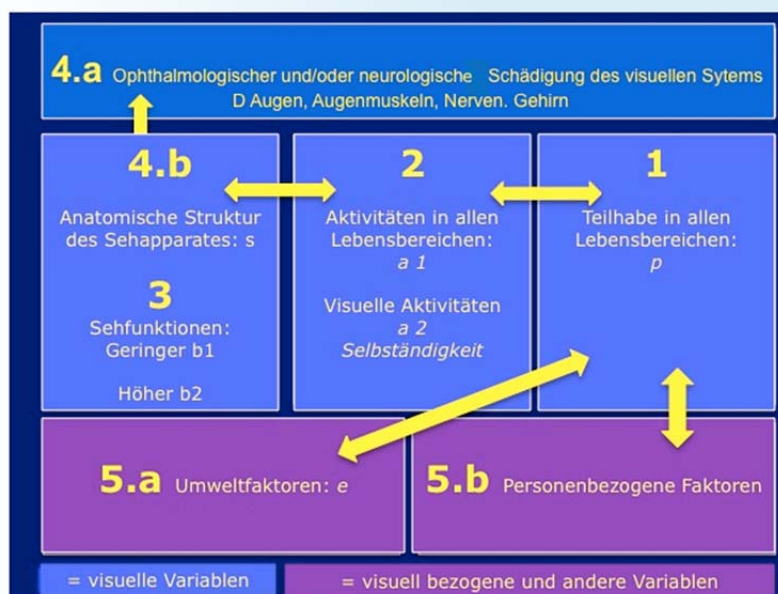 4.a Ophthalmologischer und/oder neurologische Schädigung des visuellen Sytems
D Augen, Augenmuskeln, Nerven. Gehirn
4.b
Anatomische Struktur
des Sehapparates: s
3
Sehfunktionen:
Geringer b1
Höher b2
2
Aktivitäten in allen
Lebensbereichen:
a 1
Visuelle Aktivitäten
a 2
Selbständigkeit
1
Teilhabe in allen
Lebensbereichen:
p
5.a Umweltfaktoren: e
5.b Personenbezogene Faktoren
= visuelle Variablen
= visuell bezogene und andere Variablen